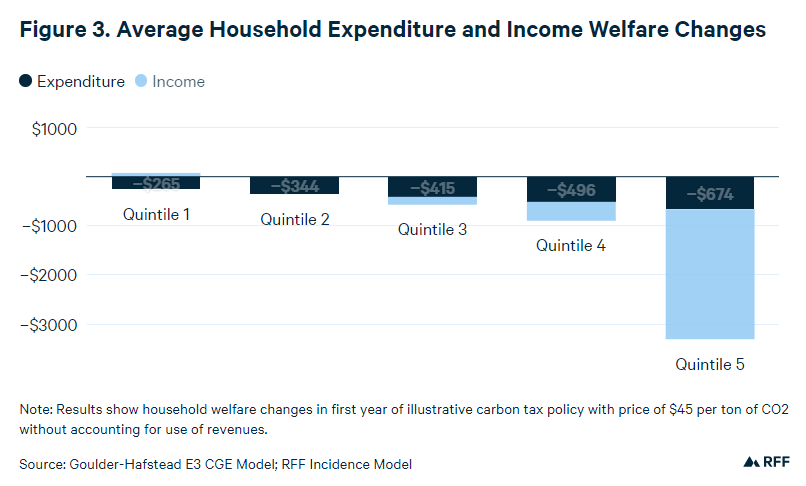 Figure 3. Average Household Expenditure and Income Welfare Changes
Expenditure Income
$1000
−$265
−$344
−$415
−$496
−$674
Quintile 1
Quintile 2
−$1000
Quintile 3
Quintile 4
−$2000
−$3000
Quintile 5
Note: Results show household welfare changes in first year of illustrative carbon tax policy with price of $45 per ton of CO2
without accounting for use of revenues.
Source: Goulder-Hafstead E3 CGE Model; RFF Incidence Model
RFF